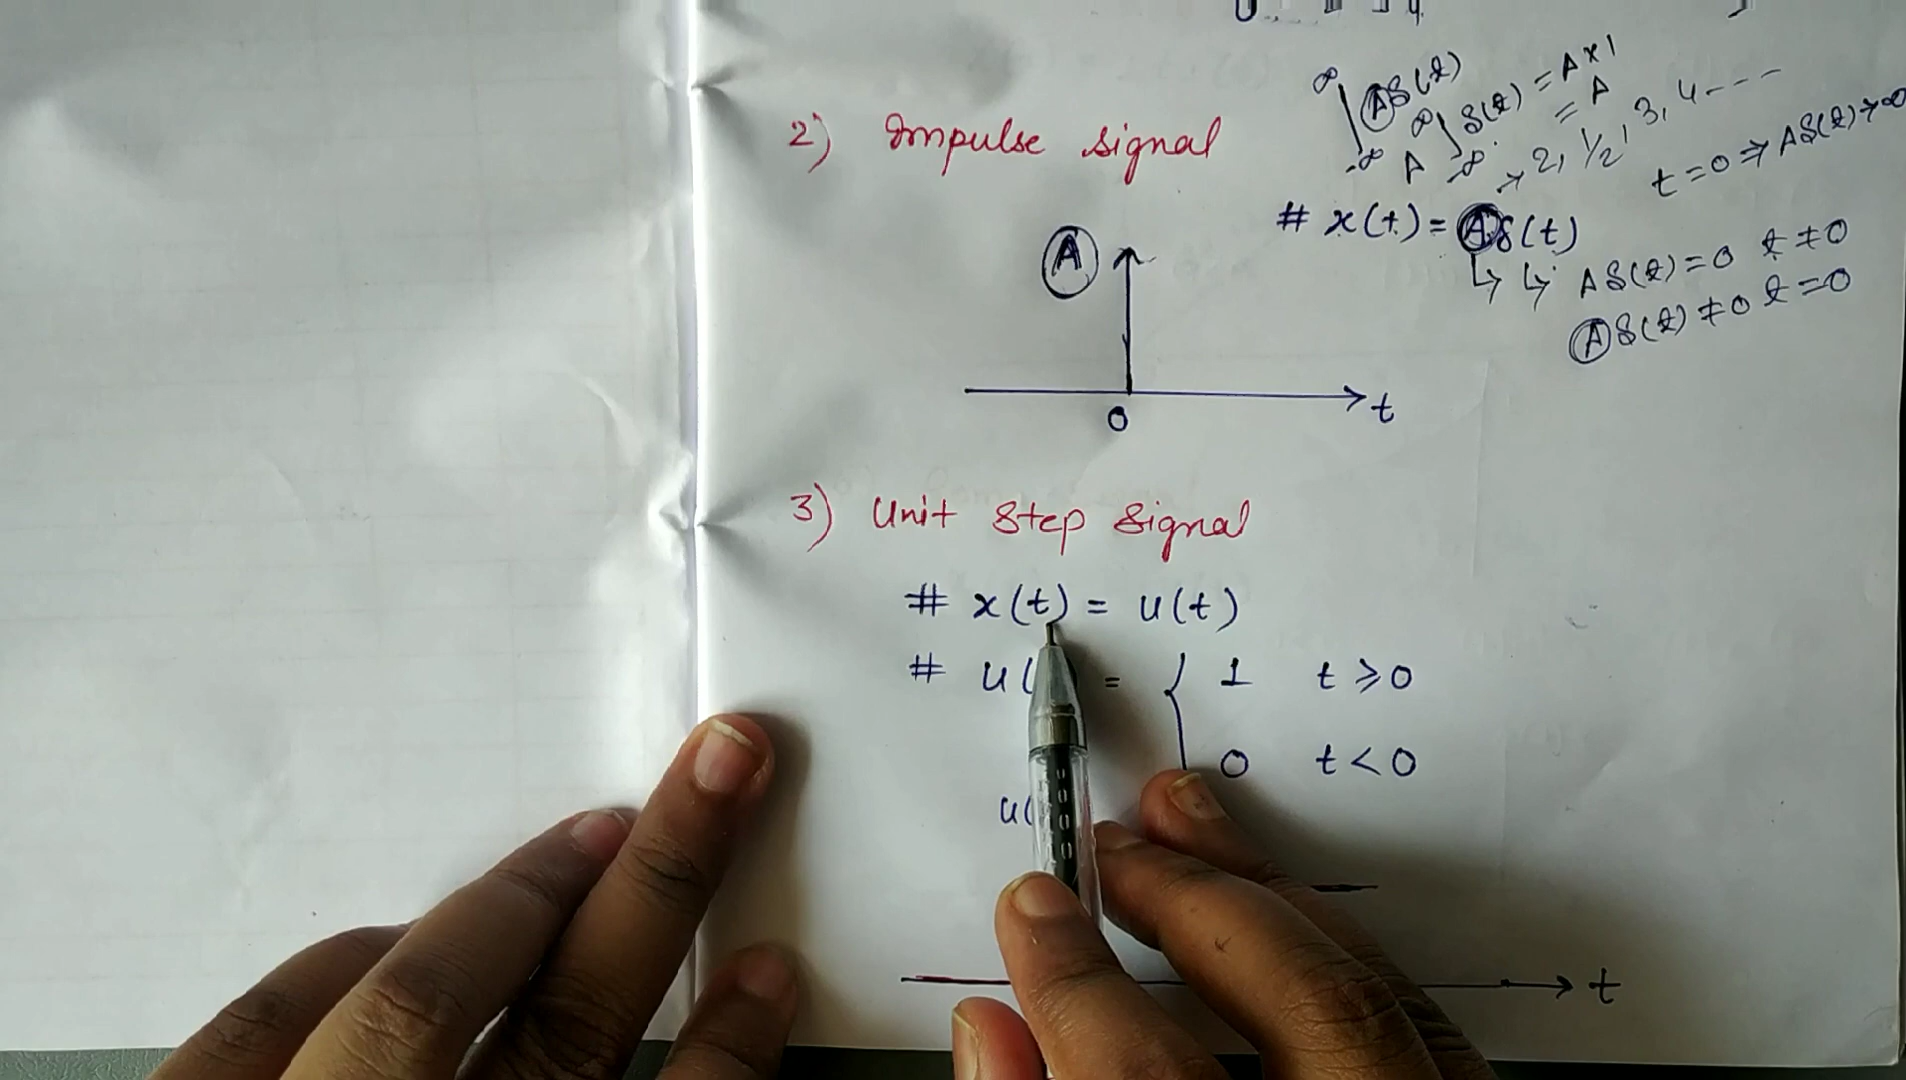 2) Impulse signal
∞ ∫ -∞ Aδ(t)
A ∞ ∫ -∞ δ(t) = A×1
= A
→ 2, 1/2, 3, 4 - - -
t=0 ⇒ Aδ(t)→∞
# x(t) = Aδ(t)
↳ ↳ Aδ(t)=0 t≠0
Aδ(t)≠0 t=0
A
0
t
3) Unit Step Signal
# x(t) = u(t)
# u( = { 1 t≥0
0 t<0
u(
t